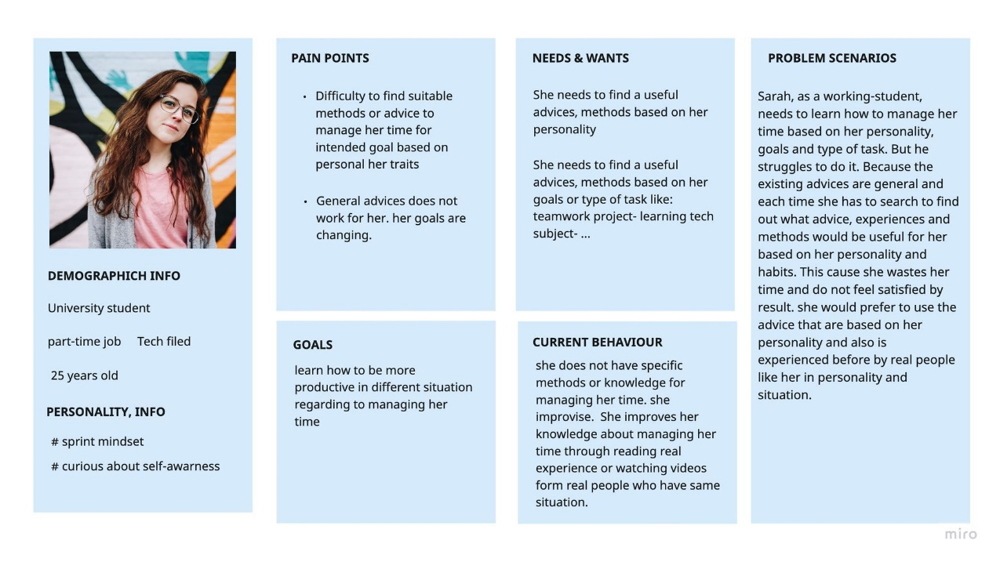 DEMOGRAPHICH INFO
University student
part-time job Tech filed
25 years old
PERSONALITY, INFO
# sprint mindset
# curious about self-awarness
PAIN POINTS
• Difficulty to find suitable
methods or advice to
manage her time for
intended goal based on
personal her traits
• General advices does not
work for her. her goals are
changing.
GOALS
learn how to be more
productive in different situation
regarding to managing her
time
NEEDS & WANTS
She needs to find a useful
advices, methods based on her
personality
She needs to find a useful
advices, methods based on her
goals or type of task like:
teamwork project- learning tech
subject- ...
CURRENT BEHAVIOUR
she does not have specific
methods or knowledge for
managing her time. she
improvise.  She improves her
knowledge about managing her
time through reading real
experience or watching videos
form real people who have same
situation.
PROBLEM SCENARIOS
Sarah, as a working-student,
needs to learn how to manage her
time based on her personality,
goals and type of task. But he
struggles to do it. Because the
existing advices are general and
each time she has to search to find
out what advice, experiences and
methods would be useful for her
based on her personality and
habits. This cause she wastes her
time and do not feel satisfied by
result. she would prefer to use the
advice that are based on her
personality and also is
experienced before by real people
like her in personality and
situation.
miro